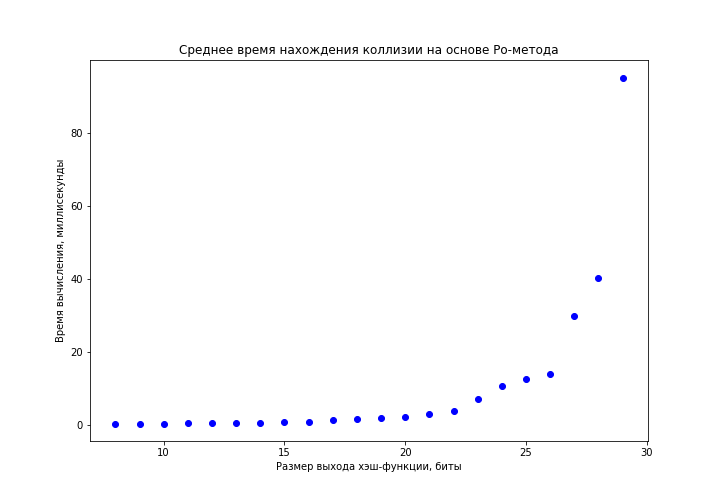 Среднее время нахождения коллизии на основе Ро-метода
Время вычисления, миллисекунды
80
60
40
20
0
10 15 20 25 30
Размер выхода хэш-функции, биты